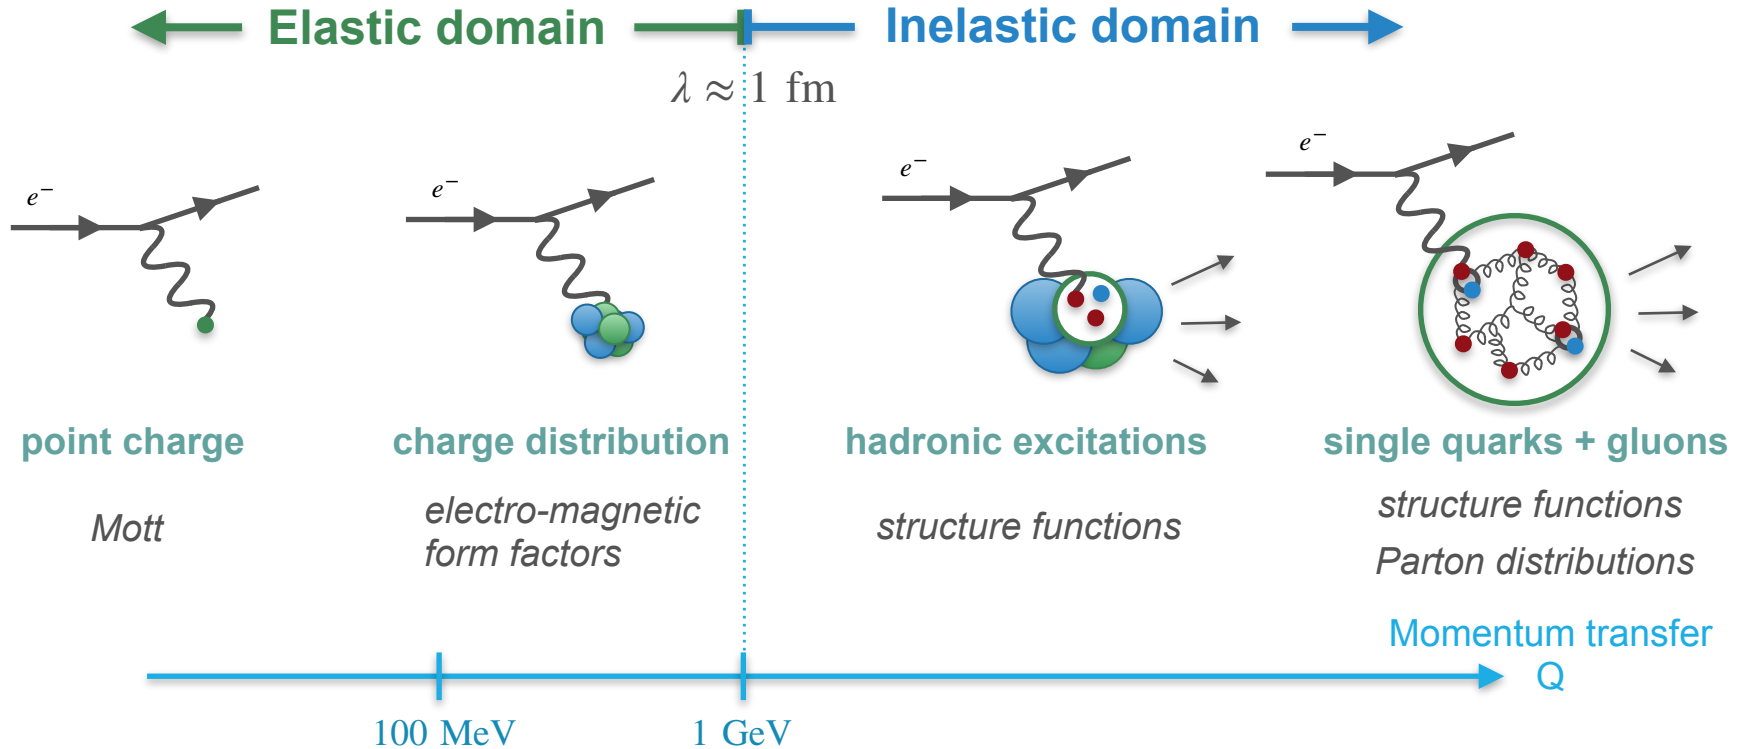 Elastic domain
Inelastic domain
λ ≈ 1 fm
e⁻
e⁻
e⁻
e⁻
point charge
charge distribution
hadronic excitations
single quarks + gluons
Mott
electro-magnetic
form factors
structure functions
structure functions
Parton distributions
Momentum transfer
Q
100 MeV
1 GeV